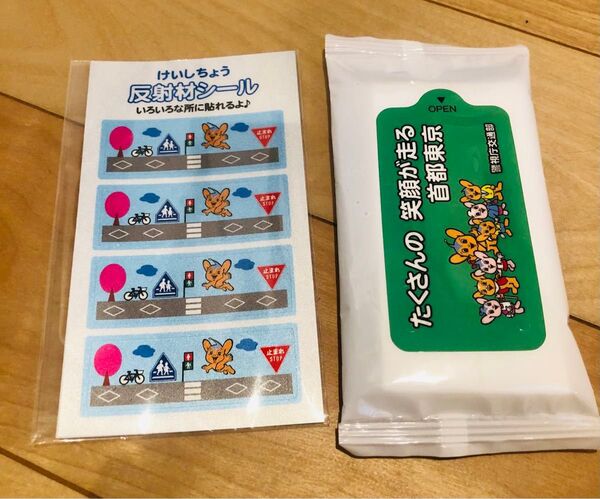 けいしちょう
反射材シール
いろいろな所に貼れるよ♪
止まれ
STOP
止まれ
STOP
止まれ
STOP
止まれ
STOP
OPEN
たくさんの 笑顔が走る
首都東京
警視庁交通部